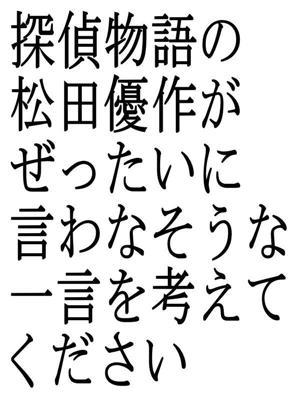 探偵物語の
松田優作が
ぜったいに
言わなそうな
一言を考えて
ください